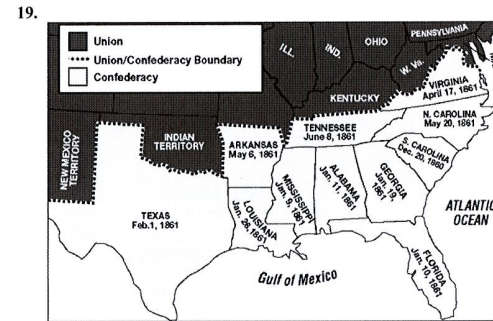 19.
Union
Union/Confederacy Boundary
Confederacy
ILL.
IND.
OHIO
PENNSYLVANIA
W. Va.
KENTUCKY
VIRGINIA
April 17, 1861
N. CAROLINA
May 20, 1861
TENNESSEE
June 8, 1861
S. CAROLINA
Dec. 20, 1860
NEW MEXICO
TERRITORY
INDIAN
TERRITORY
ARKANSAS
May 6, 1861
MISSISSIPPI
Jan. 9, 1861
ALABAMA
Jan. 11, 1861
GEORGIA
Jan. 19,
1861
TEXAS
Feb.1, 1861
LOUISIANA
Jan. 26, 1861
ATLANTIC
OCEAN
FLORIDA
Jan. 10, 1861
Gulf of Mexico